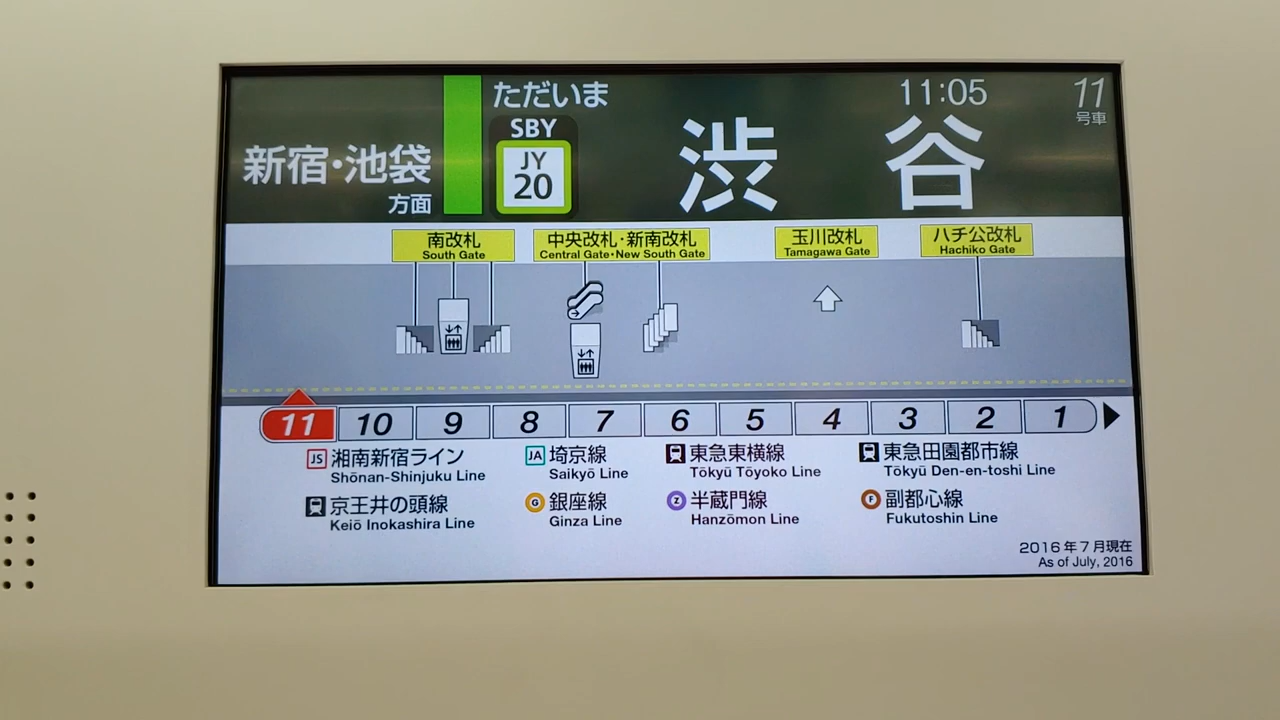 新宿・池袋
方面
ただいま
SBY
JY
20
渋谷
11:05
11
号車
南改札
South Gate
中央改札・新南改札
Central Gate・New South Gate
玉川改札
Tamagawa Gate
ハチ公改札
Hachiko Gate
11 10 9 8 7 6 5 4 3 2 1
JS 湘南新宿ライン
Shōnan-Shinjuku Line
JA 埼京線
Saikyō Line
東急東横線
Tōkyū Tōyoko Line
東急田園都市線
Tōkyū Den-en-toshi Line
京王井の頭線
Keiō Inokashira Line
G 銀座線
Ginza Line
Z 半蔵門線
Hanzōmon Line
F 副都心線
Fukutoshin Line
2016年7月現在
As of July, 2016